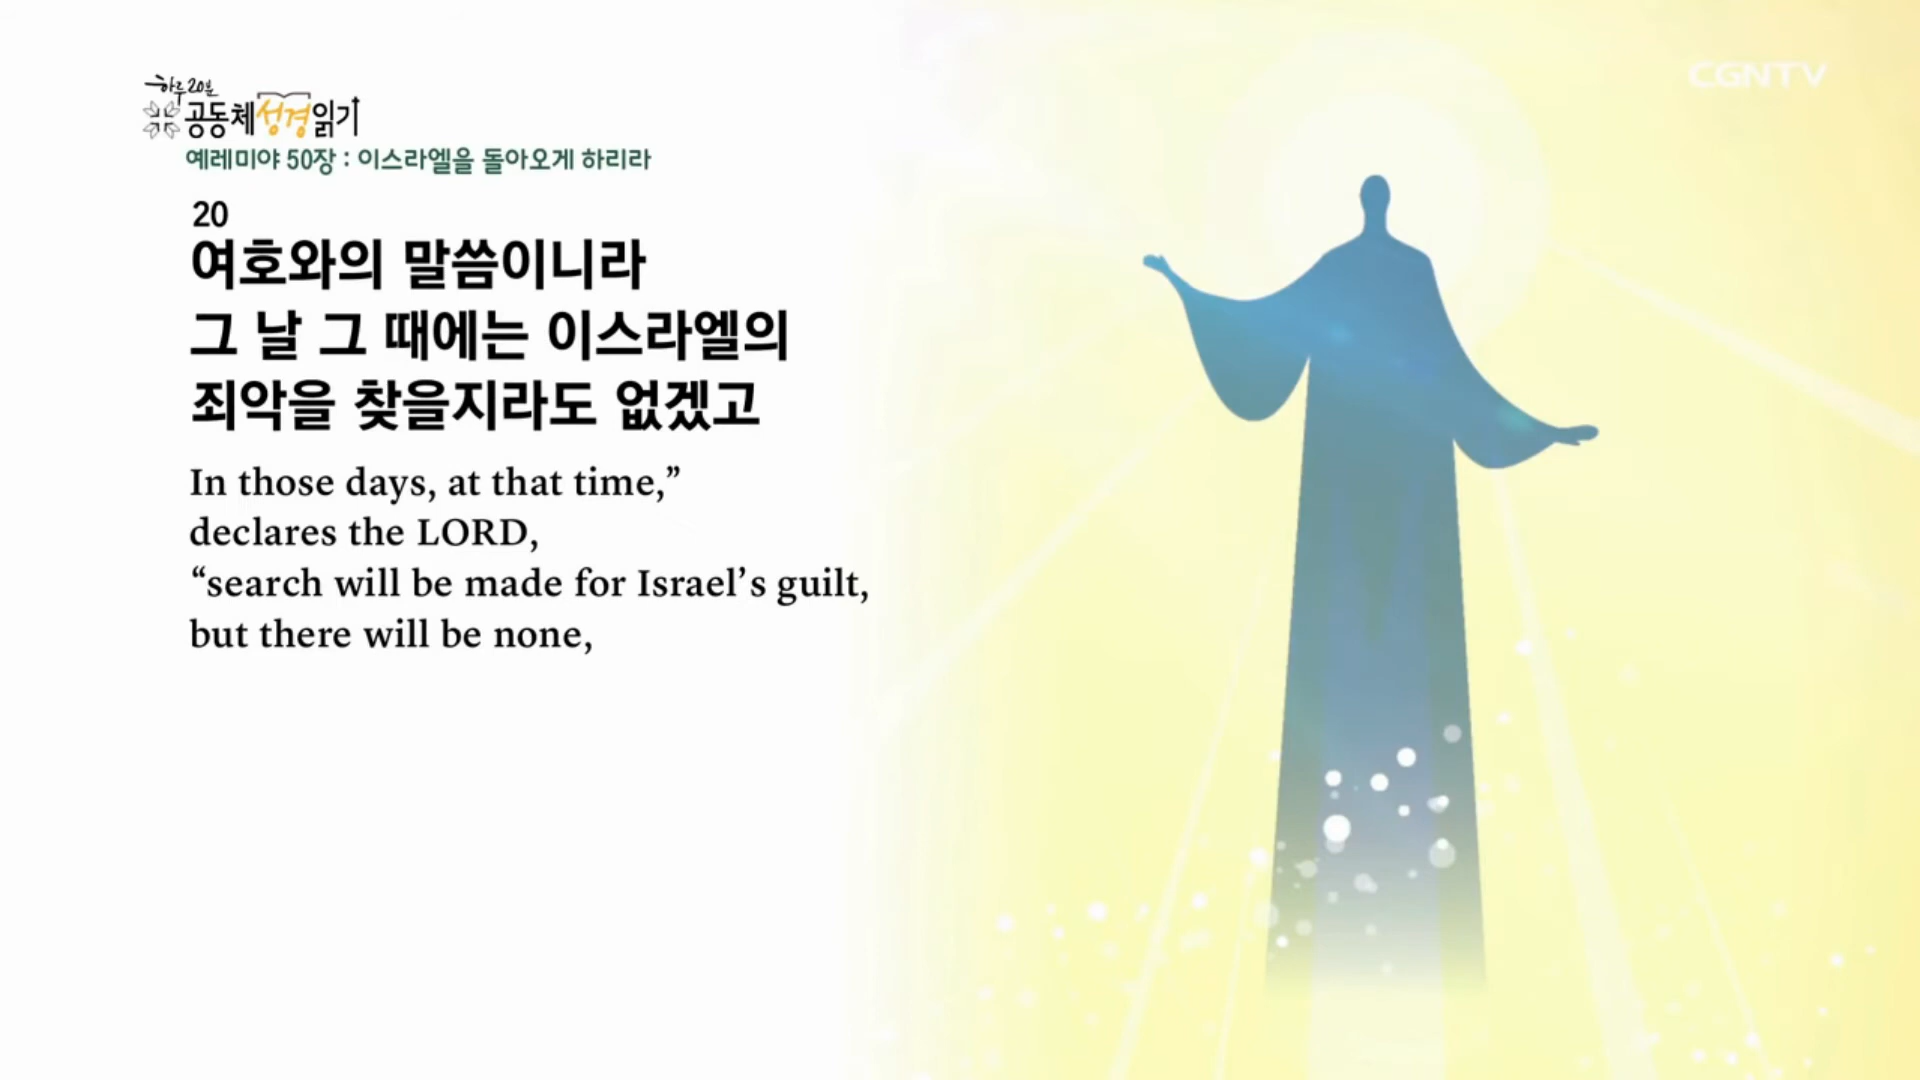 하루 20분
공동체성경읽기
예레미야 50장 : 이스라엘을 돌아오게 하리라
CGNTV
20
여호와의 말씀이니라
그 날 그 때에는 이스라엘의
죄악을 찾을지라도 없겠고
In those days, at that time,”
declares the LORD,
“search will be made for Israel’s guilt,
but there will be none,